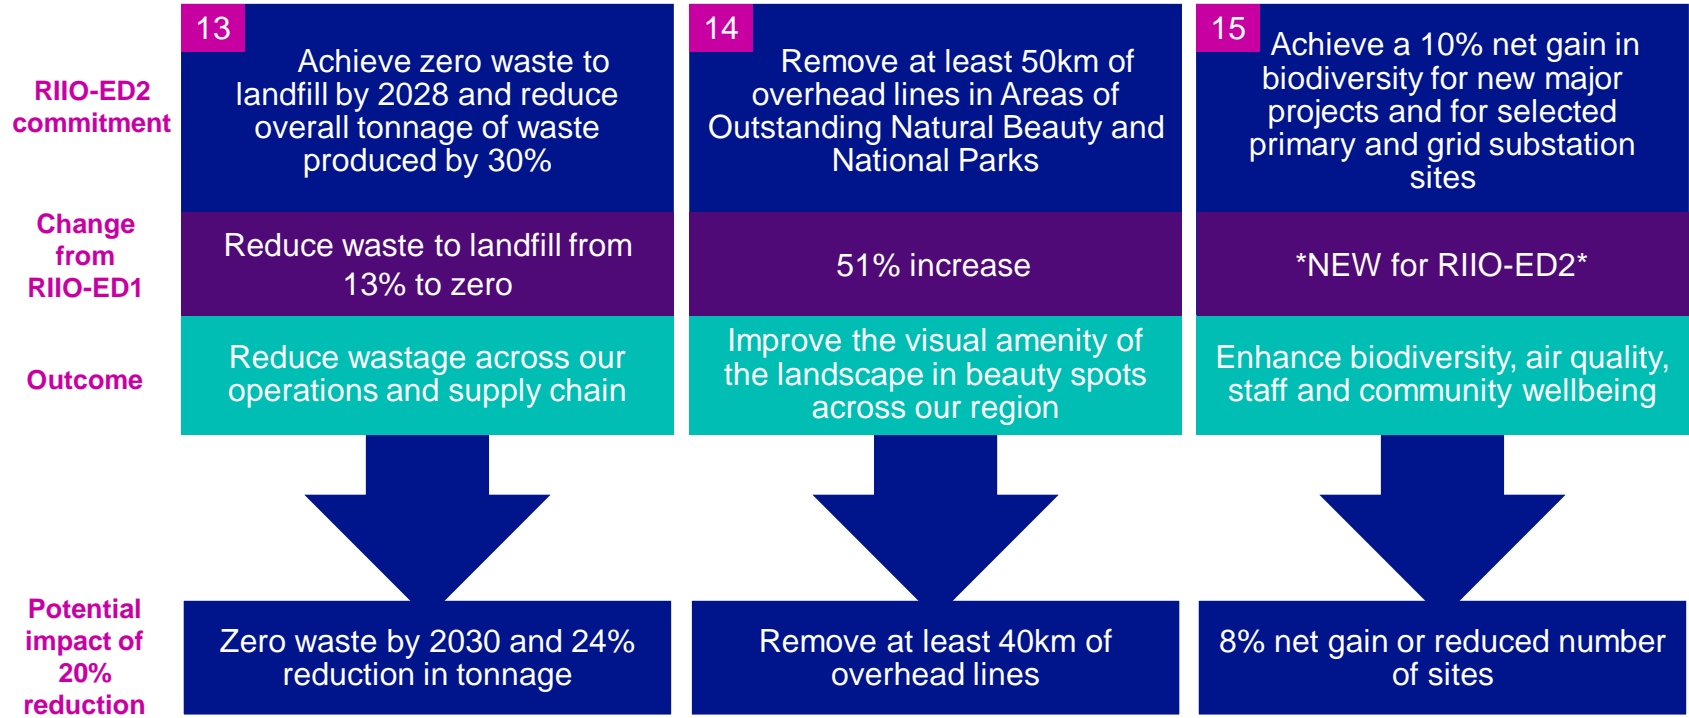 RIIO-ED2
commitment
13
Achieve zero waste to
landfill by 2028 and reduce
overall tonnage of waste
produced by 30%
14
Remove at least 50km of
overhead lines in Areas of
Outstanding Natural Beauty and
National Parks
15
Achieve a 10% net gain in
biodiversity for new major
projects and for selected
primary and grid substation
sites
Change
from
RIIO-ED1
Reduce waste to landfill from
13% to zero
51% increase
*NEW for RIIO-ED2*
Outcome
Reduce wastage across our
operations and supply chain
Improve the visual amenity of
the landscape in beauty spots
across our region
Enhance biodiversity, air quality,
staff and community wellbeing
Potential
impact of
20%
reduction
Zero waste by 2030 and 24%
reduction in tonnage
Remove at least 40km of
overhead lines
8% net gain or reduced number
of sites